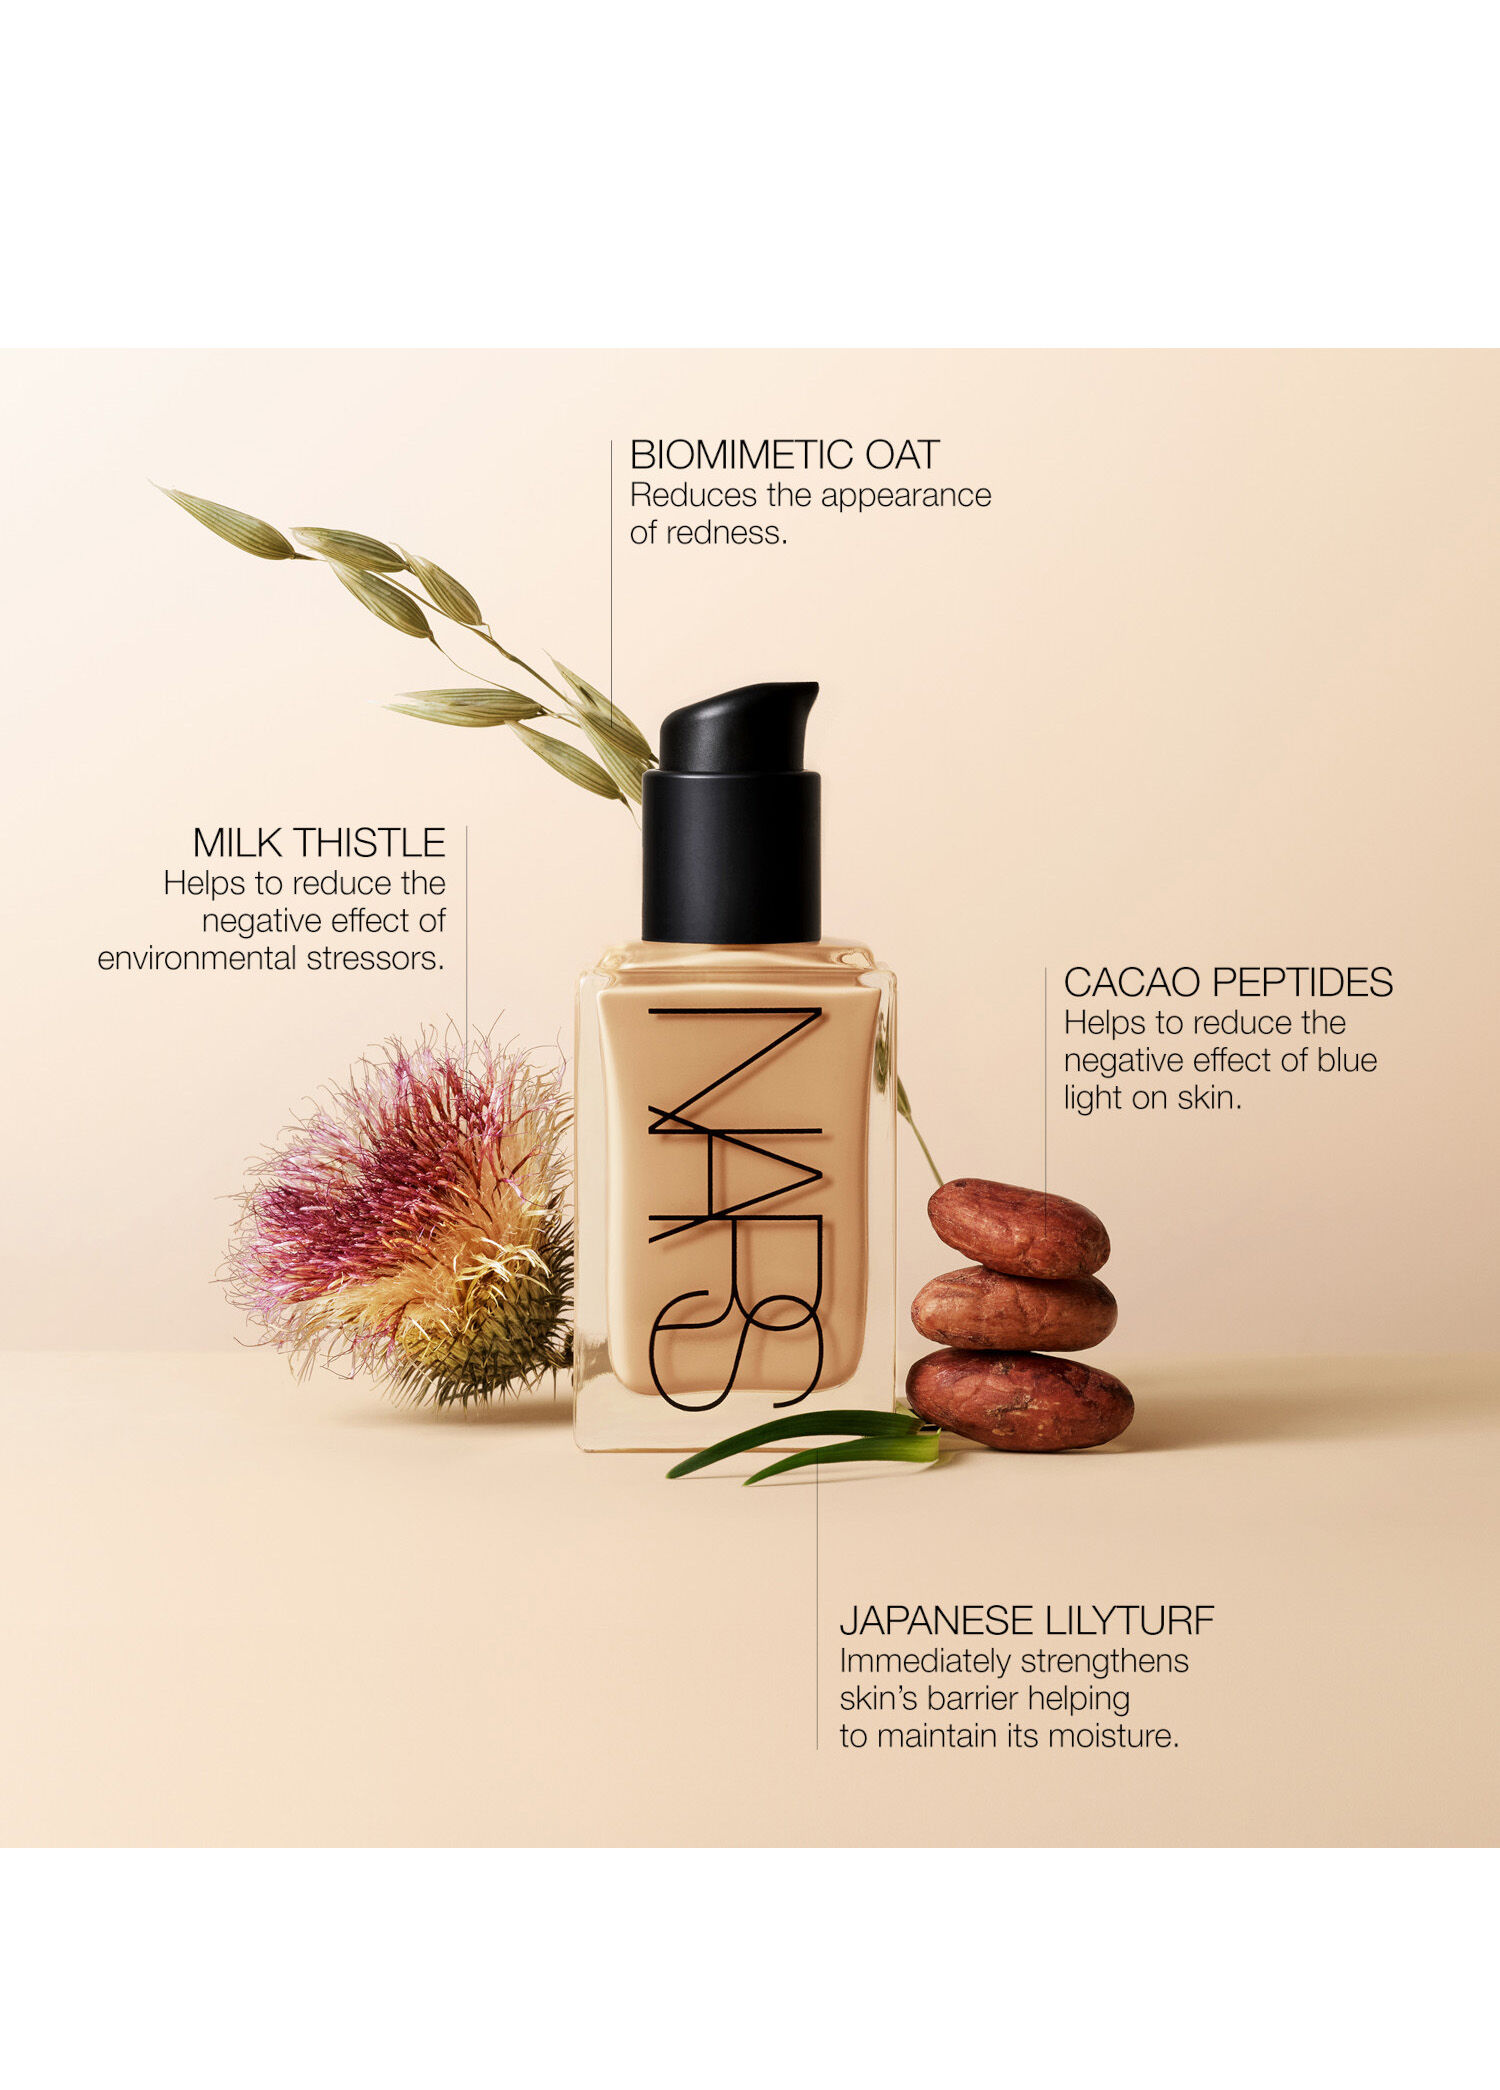 BIOMIMETIC OAT
Reduces the appearance
of redness.
MILK THISTLE
Helps to reduce the
negative effect of
environmental stressors.
CACAO PEPTIDES
Helps to reduce the
negative effect of blue
light on skin.
NARS
JAPANESE LILYTURF
Immediately strengthens
skin’s barrier helping
to maintain its moisture.